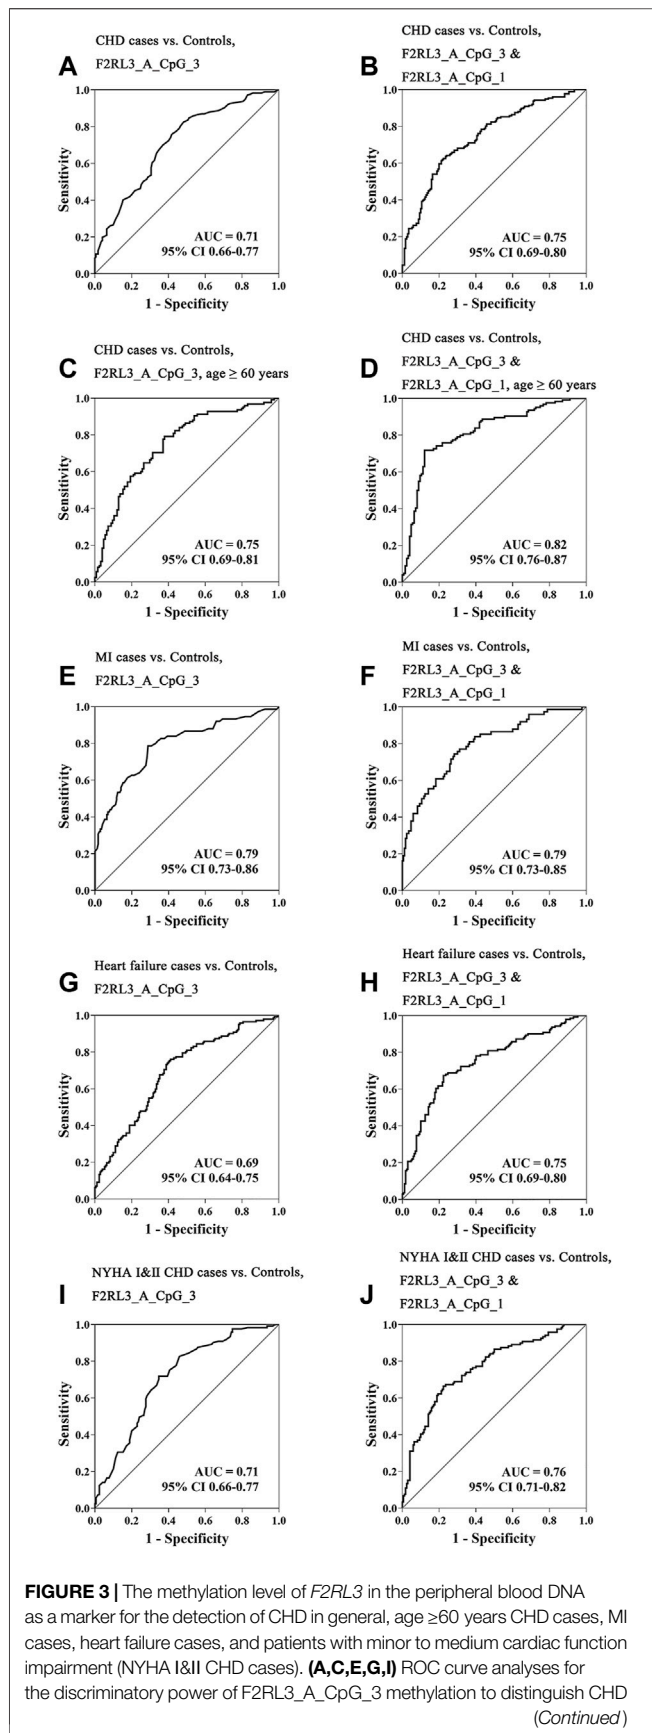 A
CHD cases vs. Controls,
F2RL3_A_CpG_3
Sensitivity
1.0
0.8
0.6
0.4
0.2
0.0
AUC = 0.71
95% CI 0.66-0.77
0.0 0.2 0.4 0.6 0.8 1.0
1 - Specificity
B
CHD cases vs. Controls,
F2RL3_A_CpG_3 &
F2RL3_A_CpG_1
Sensitivity
1.0
0.8
0.6
0.4
0.2
0.0
AUC = 0.75
95% CI 0.69-0.80
0.0 0.2 0.4 0.6 0.8 1.0
1 - Specificity
C
CHD cases vs. Controls,
F2RL3_A_CpG_3, age ≥ 60 years
Sensitivity
1.0
0.8
0.6
0.4
0.2
0.0
AUC = 0.75
95% CI 0.69-0.81
0.0 0.2 0.4 0.6 0.8 1.0
1 - Specificity
D
CHD cases vs. Controls,
F2RL3_A_CpG_3 &
F2RL3_A_CpG_1, age ≥ 60 years
Sensitivity
1.0
0.8
0.6
0.4
0.2
0.0
AUC = 0.82
95% CI 0.76-0.87
0.0 0.2 0.4 0.6 0.8 1.0
1 - Specificity
E
MI cases vs. Controls,
F2RL3_A_CpG_3
Sensitivity
1.0
0.8
0.6
0.4
0.2
0.0
AUC = 0.79
95% CI 0.73-0.86
0.0 0.2 0.4 0.6 0.8 1.0
1 - Specificity
F
MI cases vs. Controls,
F2RL3_A_CpG_3 &
F2RL3_A_CpG_1
Sensitivity
1.0
0.8
0.6
0.4
0.2
0.0
AUC = 0.79
95% CI 0.73-0.85
0.0 0.2 0.4 0.6 0.8 1.0
1 - Specificity
G
Heart failure cases vs. Controls,
F2RL3_A_CpG_3
Sensitivity
1.0
0.8
0.6
0.4
0.2
0.0
AUC = 0.69
95% CI 0.64-0.75
0.0 0.2 0.4 0.6 0.8 1.0
1 - Specificity
H
Heart failure cases vs. Controls,
F2RL3_A_CpG_3 &
F2RL3_A_CpG_1
Sensitivity
1.0
0.8
0.6
0.4
0.2
0.0
AUC = 0.75
95% CI 0.69-0.80
0.0 0.2 0.4 0.6 0.8 1.0
1 - Specificity
I
NYHA I&II CHD cases vs. Controls,
F2RL3_A_CpG_3
Sensitivity
1.0
0.8
0.6
0.4
0.2
0.0
AUC = 0.71
95% CI 0.66-0.77
0.0 0.2 0.4 0.6 0.8 1.0
1 - Specificity
J
NYHA I&II CHD cases vs. Controls,
F2RL3_A_CpG_3 &
F2RL3_A_CpG_1
Sensitivity
1.0
0.8
0.6
0.4
0.2
0.0
AUC = 0.76
95% CI 0.71-0.82
0.0 0.2 0.4 0.6 0.8 1.0
1 - Specificity
FIGURE 3 | The methylation level of F2RL3 in the peripheral blood DNA
as a marker for the detection of CHD in general, age ≥60 years CHD cases, MI
cases, heart failure cases, and patients with minor to medium cardiac function
impairment (NYHA I&II CHD cases). (A,C,E,G,I) ROC curve analyses for
the discriminatory power of F2RL3_A_CpG_3 methylation to distinguish CHD
(Continued)